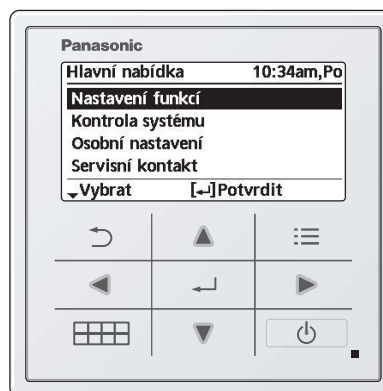 Panasonic
Hlavní nabídka 10:34am,Po
Nastavení funkcí
Kontrola systému
Osobní nastavení
Servisní kontakt
Vybrat [↵]Potvrdit